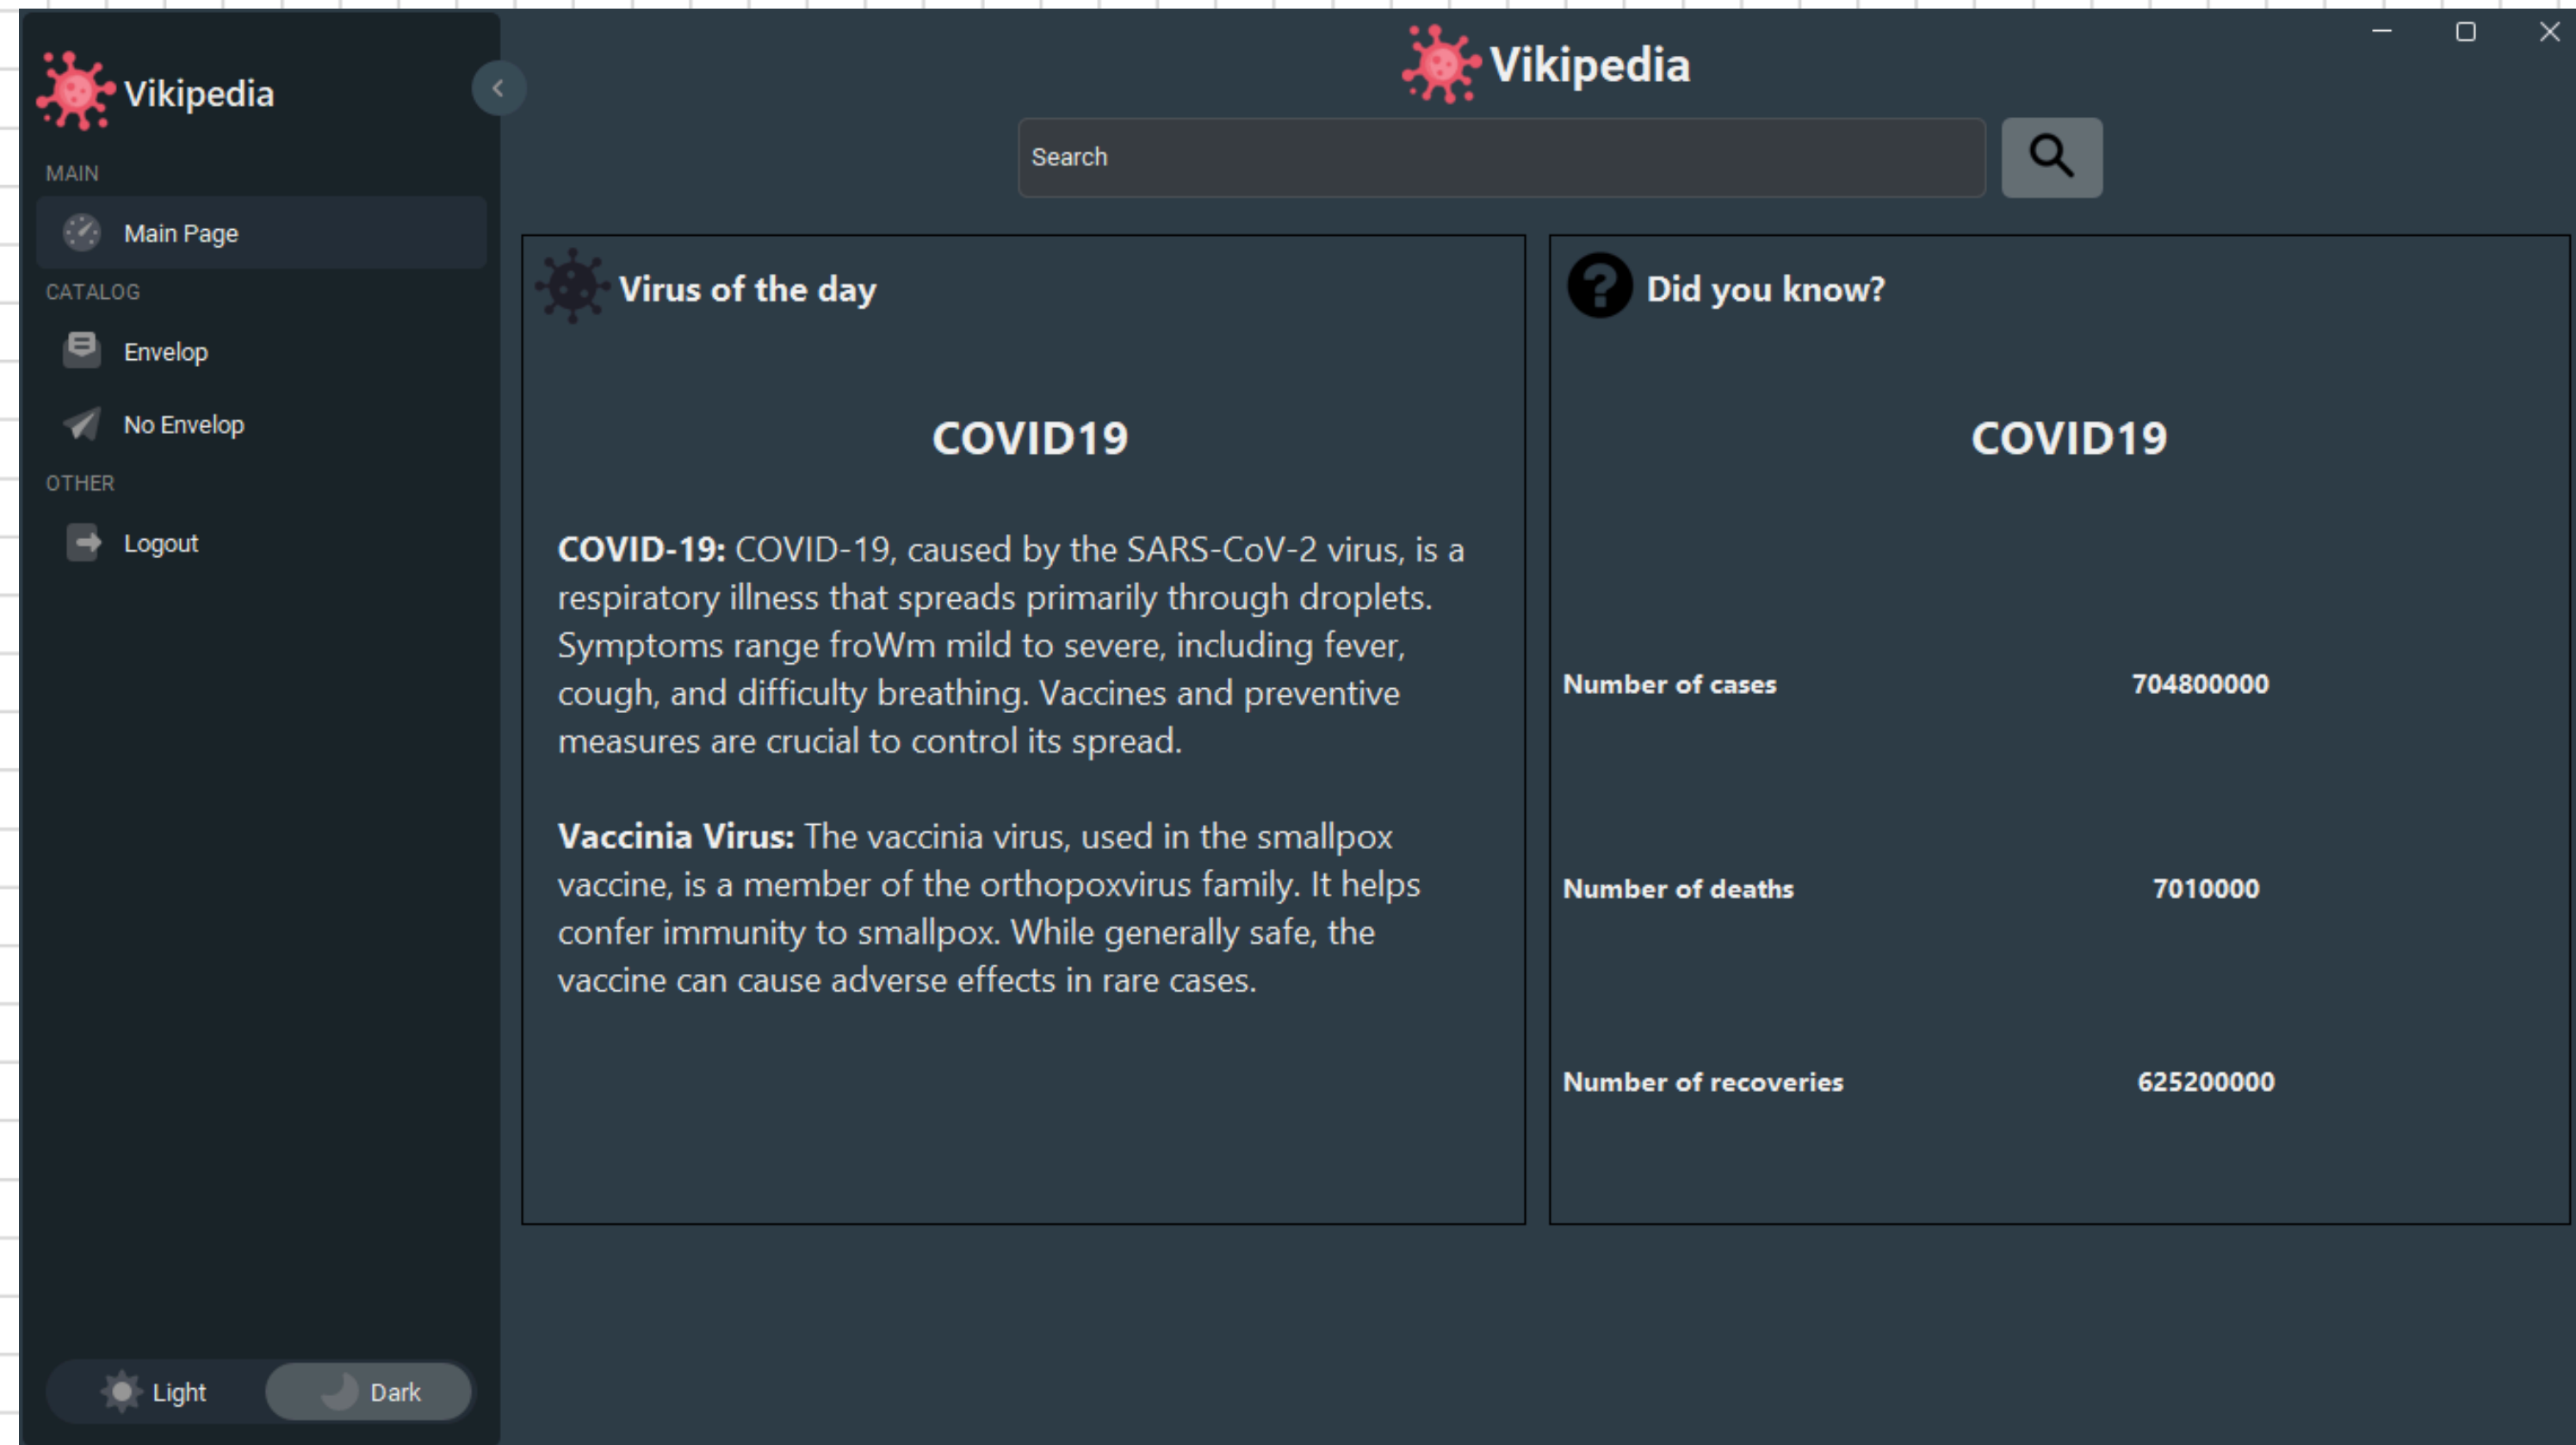 Vikipedia
MAIN
Main Page
CATALOG
Envelop
No Envelop
OTHER
Logout
Light
Dark
Vikipedia
Search
Virus of the day
COVID19
COVID-19: COVID-19, caused by the SARS-CoV-2 virus, is a
respiratory illness that spreads primarily through droplets.
Symptoms range froWm mild to severe, including fever,
cough, and difficulty breathing. Vaccines and preventive
measures are crucial to control its spread.
Vaccinia Virus: The vaccinia virus, used in the smallpox
vaccine, is a member of the orthopoxvirus family. It helps
confer immunity to smallpox. While generally safe, the
vaccine can cause adverse effects in rare cases.
Did you know?
COVID19
Number of cases 704800000
Number of deaths 7010000
Number of recoveries 625200000